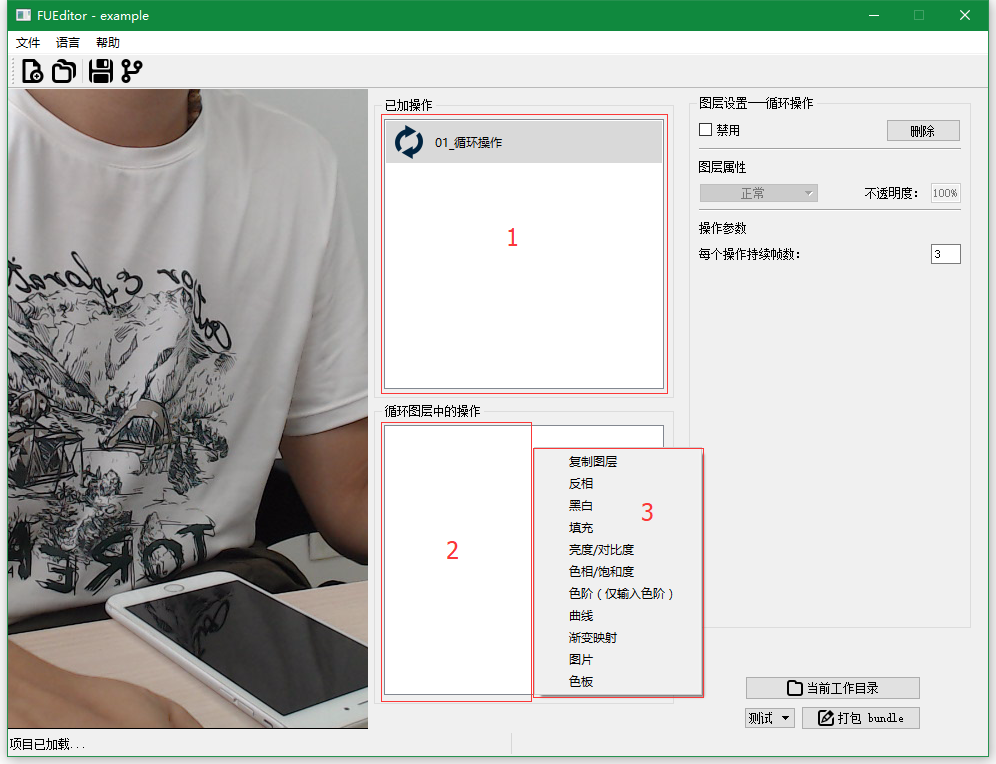 FUEditor - example
文件 语言 帮助
已加操作
01_循环操作
1
循环图层中的操作
2
复制图层
反相
黑白
3
填充
亮度/对比度
色相/饱和度
色阶（仅输入色阶）
曲线
渐变映射
图片
色板
图层设置——循环操作
禁用 删除
图层属性
正常 不透明度： 100%
操作参数
每个操作持续帧数： 3
当前工作目录
测试 打包 bundle
项目已加载...